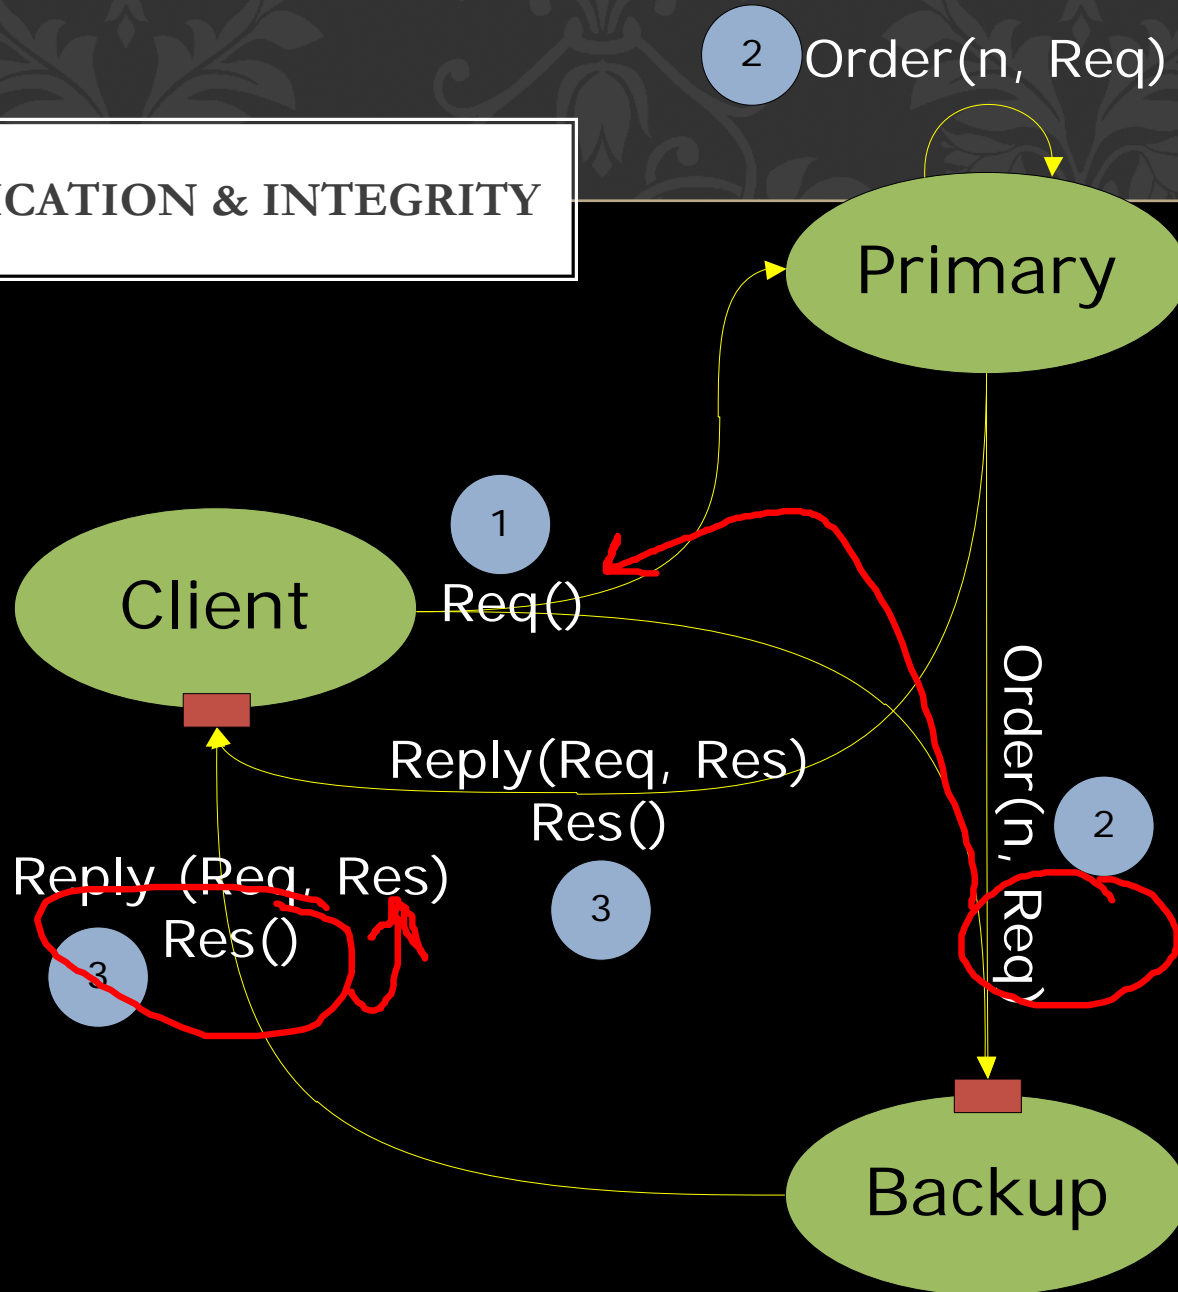 2 Order(n, Req)
ICATION & INTEGRITY
Primary
1
Req()
Client
Order(n, Req)
2
Reply(Req, Res)
Res()
3
Reply (Req, Res)
Res()
3
Backup